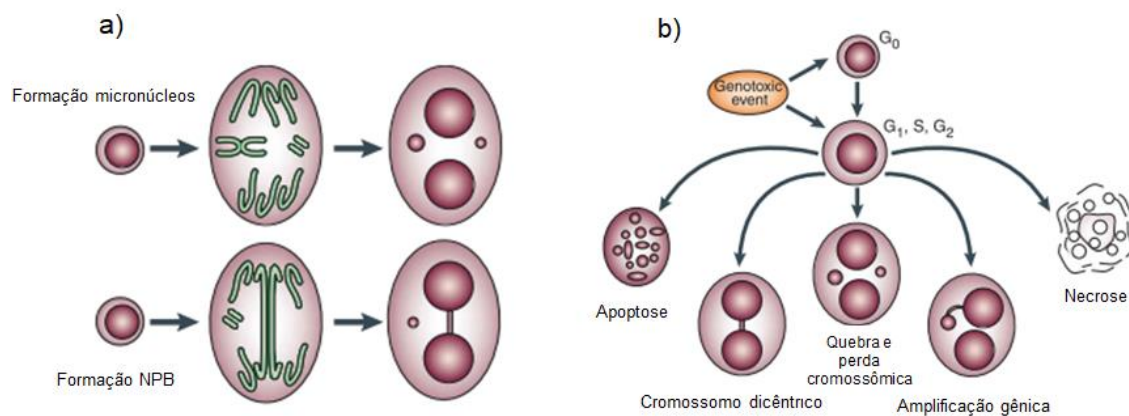 a)
Formação micronúcleos
Formação NPB
b)
G0
Genotoxic
event
G1, S, G2
Apoptose
Cromossomo dicêntrico
Quebra e
perda
cromossômica
Amplificação gênica
Necrose